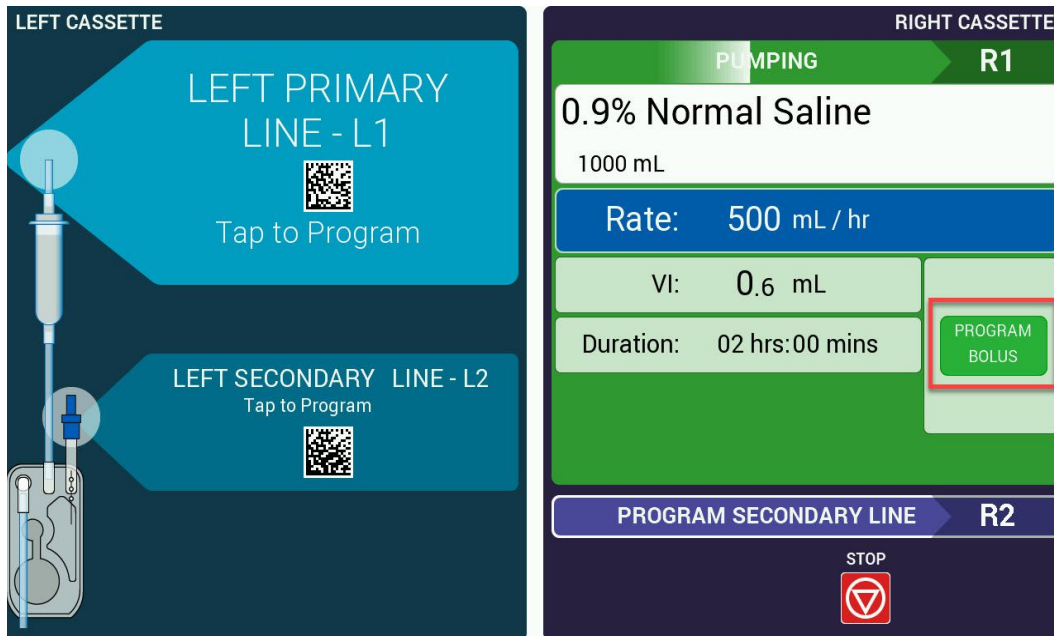 LEFT CASSETTE
LEFT PRIMARY
LINE - L1
Tap to Program
LEFT SECONDARY LINE - L2
Tap to Program
RIGHT CASSETTE
PUMPING R1
0.9% Normal Saline
1000 mL
Rate: 500 mL / hr
VI: 0.6 mL
Duration: 02 hrs:00 mins
PROGRAM
BOLUS
PROGRAM SECONDARY LINE R2
STOP